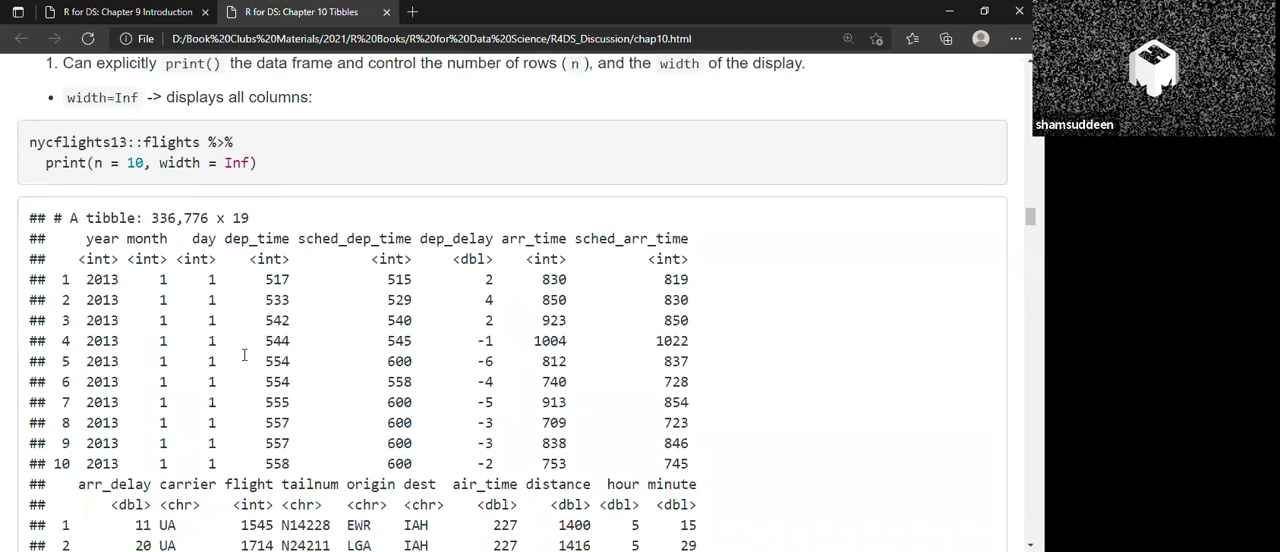 R for DS: Chapter 9 Introduction
R for DS: Chapter 10 Tibbles
File
D:/Book%20Clubs%20Materials/2021/R%20Books/R%20for%20Data%20Science/R4DS_Discussion/chap10.html
1. Can explicitly print() the data frame and control the number of rows (n), and the width of the display.
• width=Inf -> displays all columns:
nycflights13::flights %>%
print(n = 10, width = Inf)
## # A tibble: 336,776 x 19
## year month day dep_time sched_dep_time dep_delay arr_time sched_arr_time
## <int> <int> <int> <int> <int> <dbl> <int> <int>
## 1 2013 1 1 517 515 2 830 819
## 2 2013 1 1 533 529 4 850 830
## 3 2013 1 1 542 540 2 923 850
## 4 2013 1 1 544 545 -1 1004 1022
## 5 2013 1 1 554 600 -6 812 837
## 6 2013 1 1 554 558 -4 740 728
## 7 2013 1 1 555 600 -5 913 854
## 8 2013 1 1 557 600 -3 709 723
## 9 2013 1 1 557 600 -3 838 846
## 10 2013 1 1 558 600 -2 753 745
## arr_delay carrier flight tailnum origin dest air_time distance hour minute
## <dbl> <chr> <int> <chr> <chr> <chr> <dbl> <dbl> <dbl> <dbl>
## 1 11 UA 1545 N14228 EWR IAH 227 1400 5 15
## 2 20 UA 1714 N24211 LGA IAH 227 1416 5 29
shamsuddeen